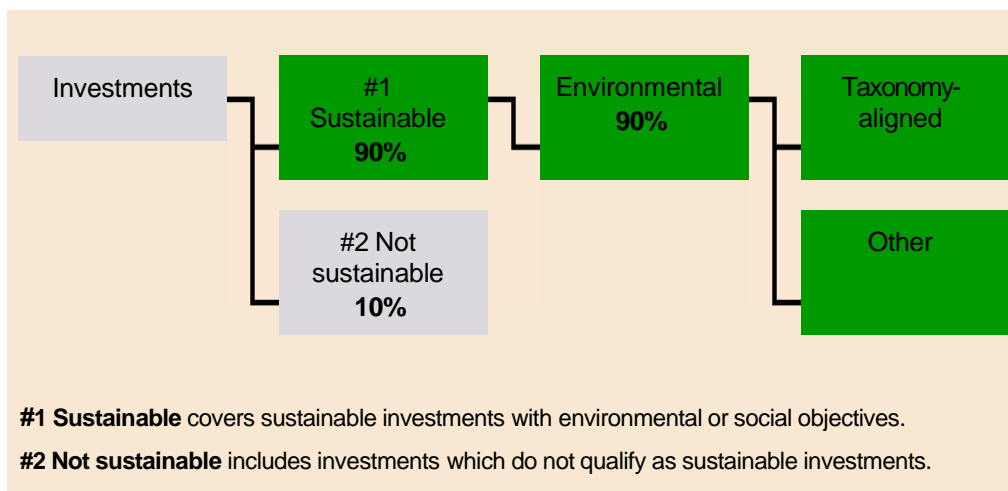 Investments
#1
Sustainable
90%
Environmental
90%
Taxonomy-
aligned
#2 Not
sustainable
10%
Other
#1 Sustainable covers sustainable investments with environmental or social objectives.
#2 Not sustainable includes investments which do not qualify as sustainable investments.